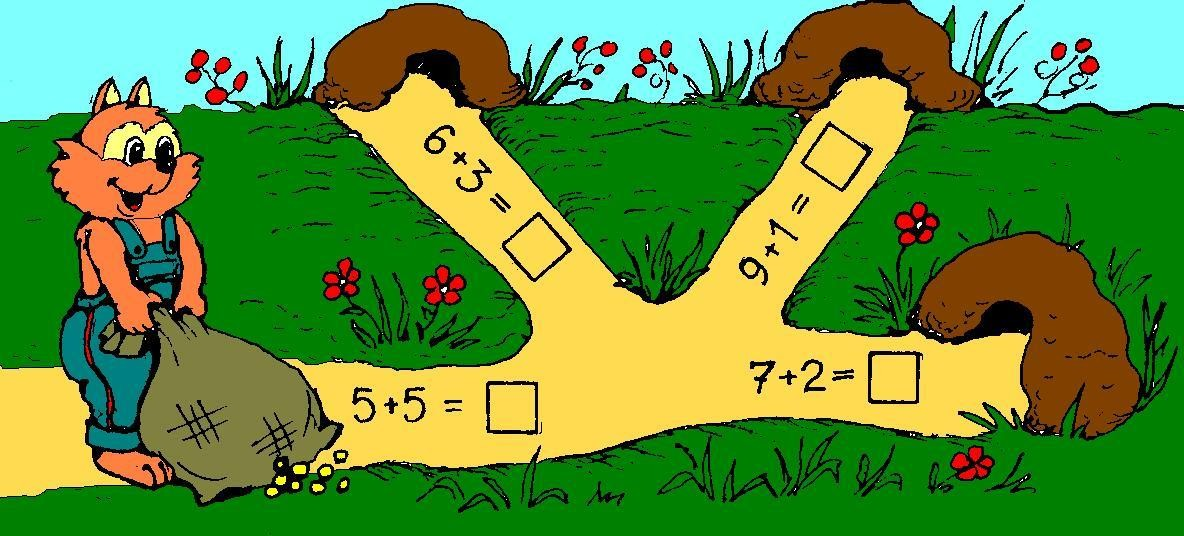 6+3= □
9+1= □
5+5= □
7+2= □